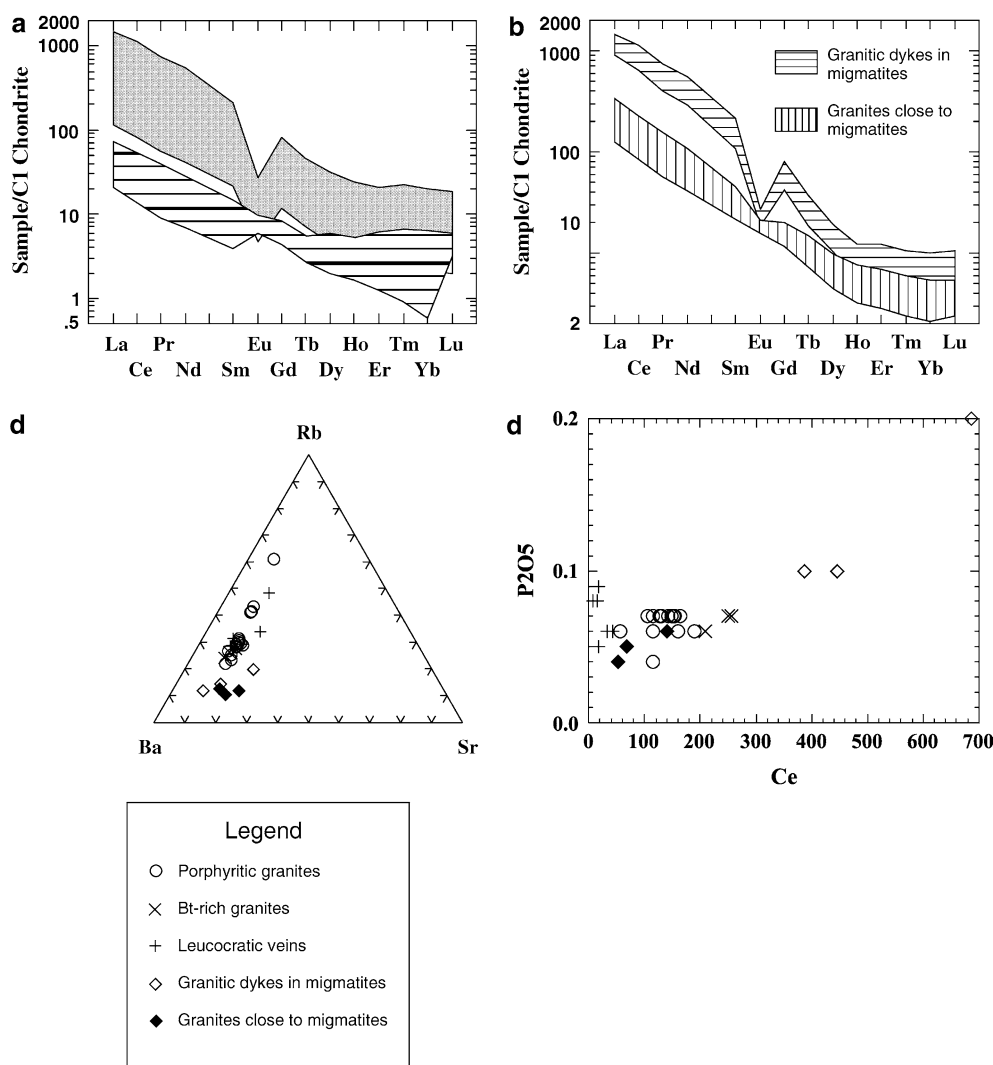 a
2000
1000
100
10
1
.5
Sample/C1 Chondrite
La Pr Eu Tb Ho Tm Lu
Ce Nd Sm Gd Dy Er Yb
b
2000
1000
100
10
2
Sample/C1 Chondrite
Granitic dykes in
migmatites
Granites close to
migmatites
La Pr Eu Tb Ho Tm Lu
Ce Nd Sm Gd Dy Er Yb
d
Rb
Ba
Sr
d
0.2
0.1
0.0
P2O5
0 100 200 300 400 500 600 700
Ce
Legend
Porphyritic granites
Bt-rich granites
Leucocratic veins
Granitic dykes in migmatites
Granites close to migmatites